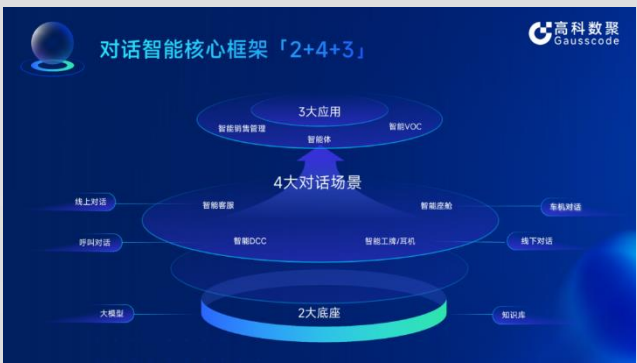 对话智能核心框架「2+4+3」
高科数聚
Gausscode
3大应用
智能销售管理
智能VOC
智能体
4大对话场景
线上对话
智能客服
智能座舱
车机对话
呼叫对话
智能DCC
智能工牌/耳机
线下对话
大模型
2大底座
知识库